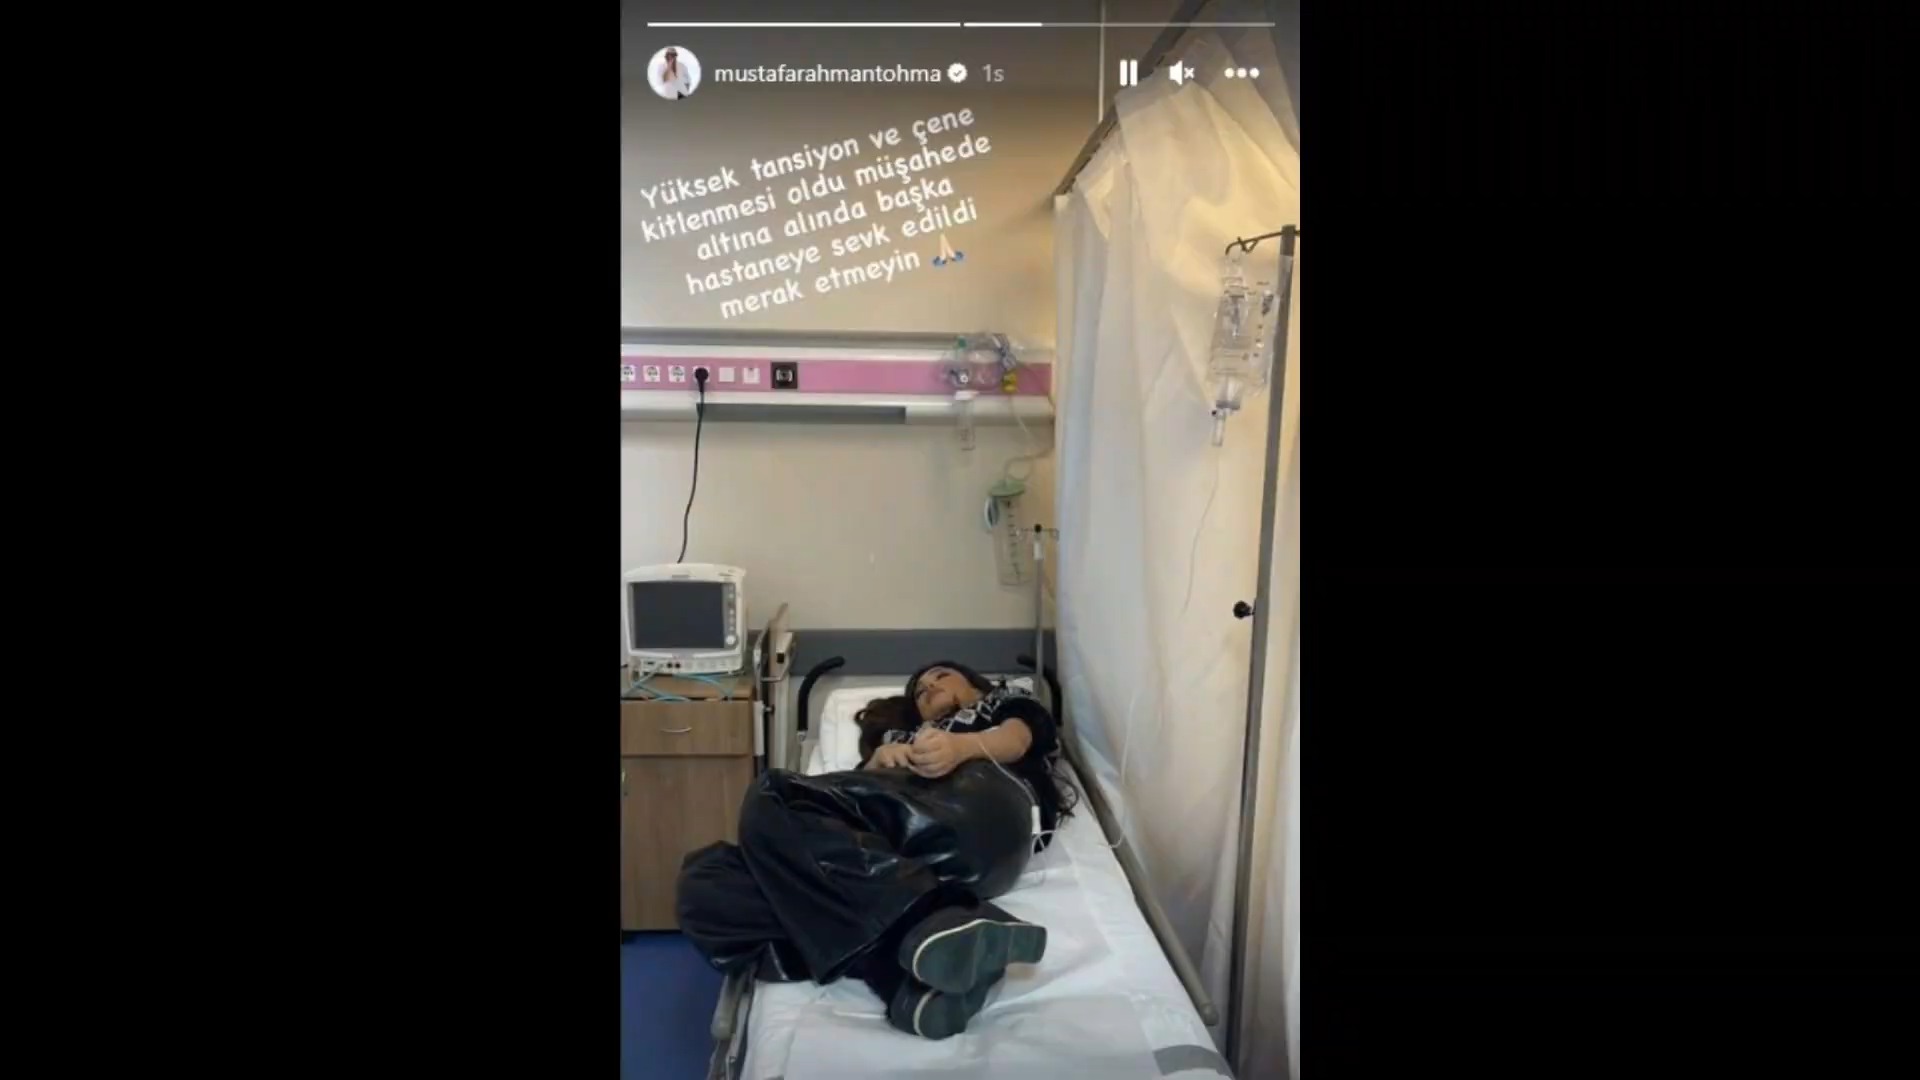 mustafarahmantohma 1s
Yüksek tansiyon ve çene
kitlenmesi oldu müşahede
altına alında başka
hastaneye sevk edildi
merak etmeyin 🙏🏻